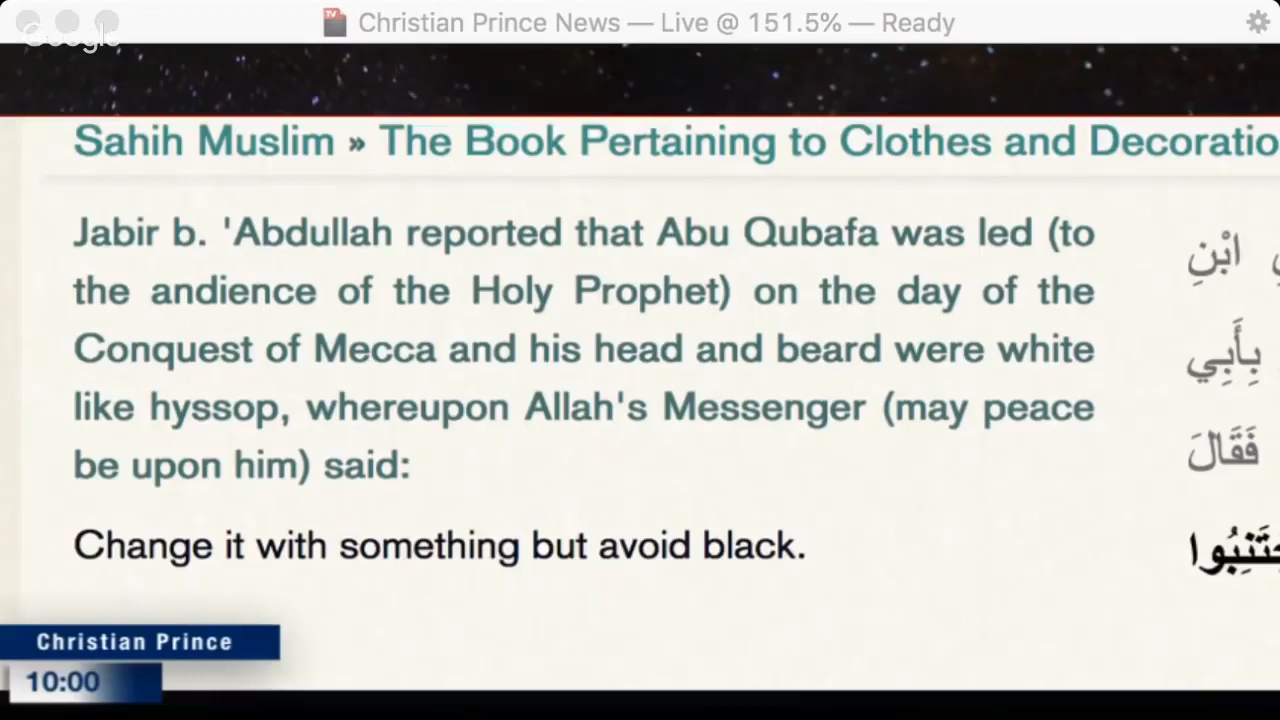 Christian Prince News — Live @ 151.5% — Ready
Google
Sahih Muslim » The Book Pertaining to Clothes and Decoratio
Jabir b. 'Abdullah reported that Abu Qubafa was led (to
the andience of the Holy Prophet) on the day of the
Conquest of Mecca and his head and beard were white
like hyssop, whereupon Allah's Messenger (may peace
be upon him) said:
Change it with something but avoid black.
ابْنِ
بِأَبِي
فَقَالَ
Christian Prince
10:00